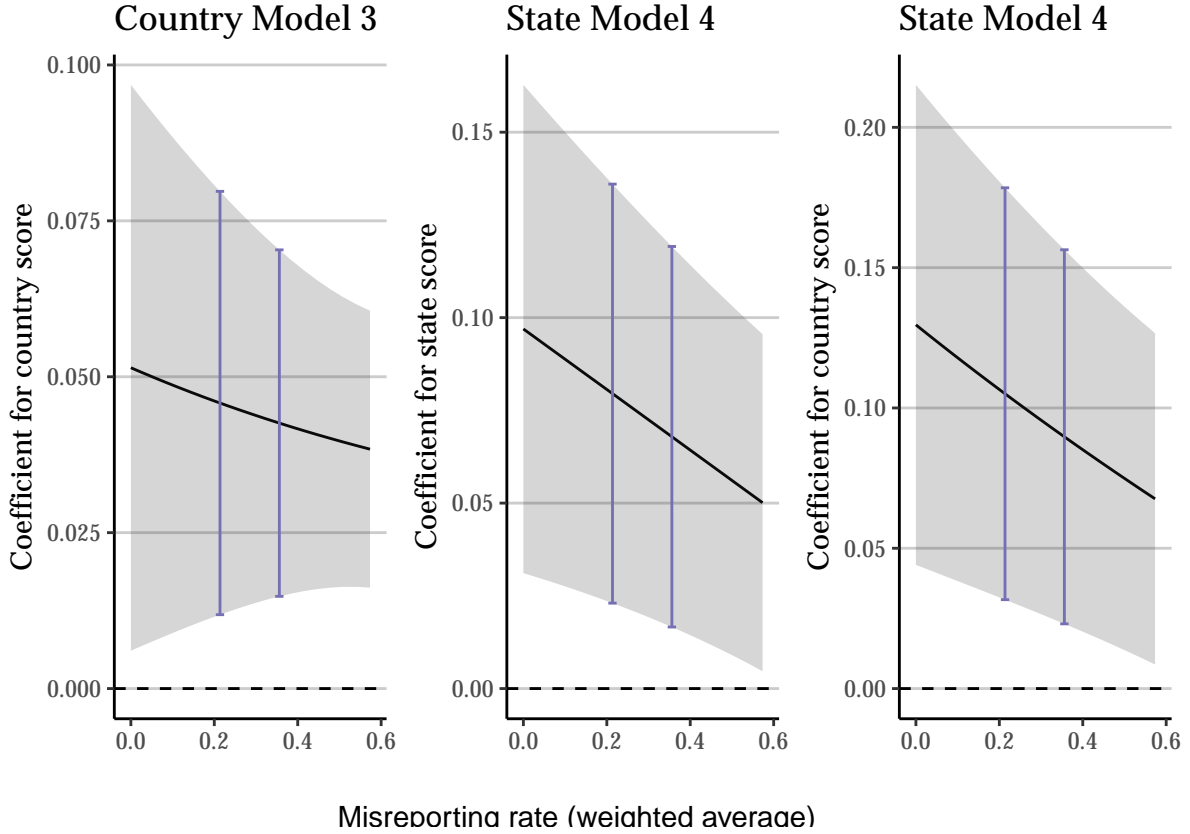 Country Model 3
State Model 4
State Model 4
Coefficient for country score
0.100
0.075
0.050
0.025
0.000
0.0 0.2 0.4 0.6
Coefficient for state score
0.15
0.10
0.05
0.00
0.0 0.2 0.4 0.6
Coefficient for country score
0.20
0.15
0.10
0.05
0.00
0.0 0.2 0.4 0.6
Misreporting rate (weighted average)